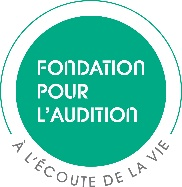 FONDATION
POUR
L'AUDITION
À L'ÉCOUTE DE LA VIE